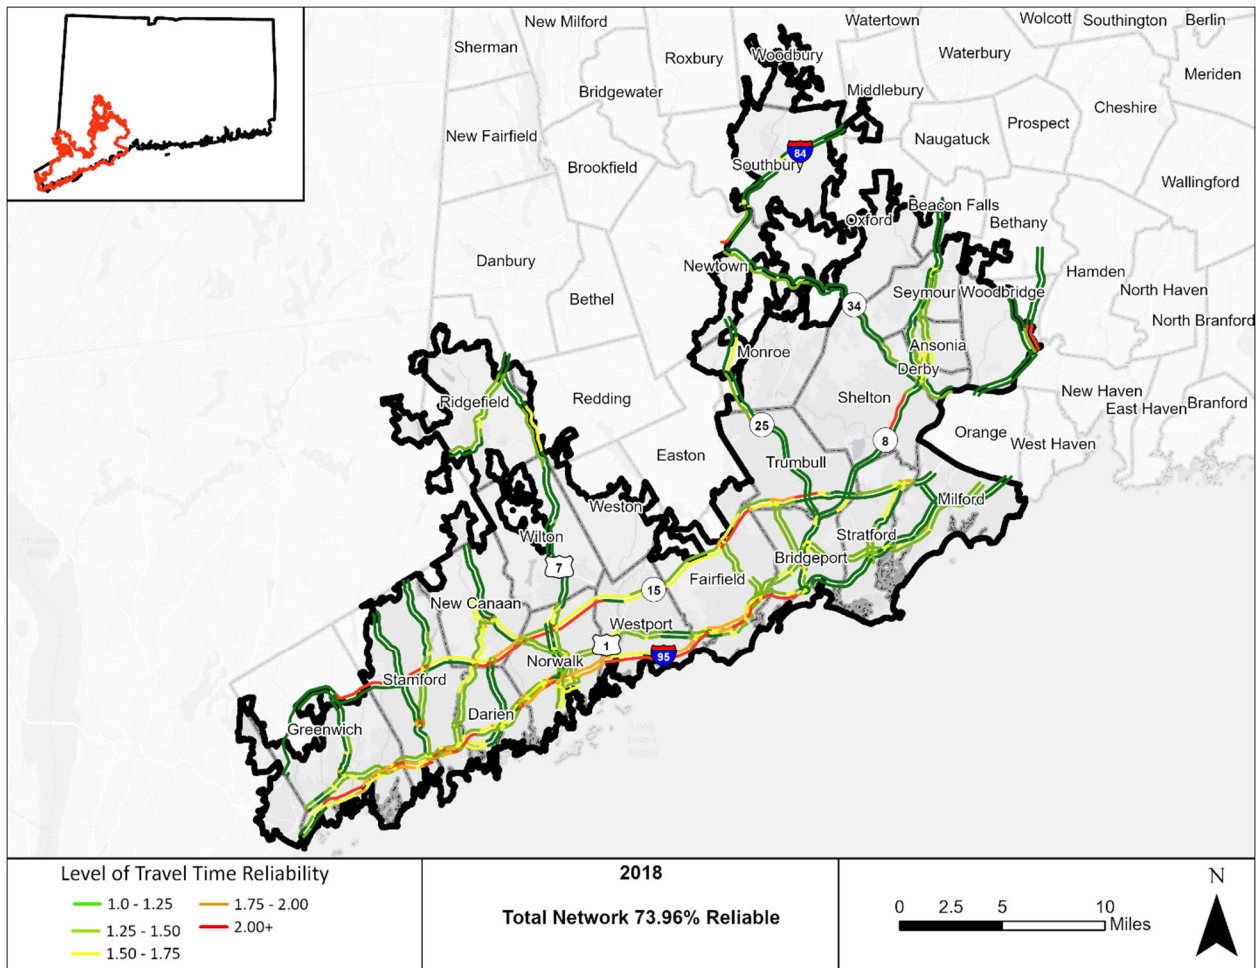 New Milford
Watertown
Wolcott
Southington
Berlin
Sherman
Roxbury
Woodbury
Waterbury
Meriden
Bridgewater
Middlebury
Cheshire
New Fairfield
Naugatuck
Prospect
Brookfield
84
Southbury
Wallingford
Beacon Falls
Oxford
Bethany
Danbury
Newtown
Hamden
Bethel
34
Seymour
Woodbridge
North Haven
North Branford
Monroe
Ansonia
Derby
Ridgefield
Redding
Shelton
New Haven
East Haven
Branford
25
8
Orange
West Haven
Easton
Trumbull
Weston
Milford
Wilton
Stratford
Hudson
River
7
Bridgeport
Fairfield
15
New Canaan
Westport
1
95
Norwalk
Stamford
Darien
Greenwich
Long
Island
Sound
Level of Travel Time Reliability
1.0 - 1.25
1.75 - 2.00
1.25 - 1.50
2.00+
1.50 - 1.75
2018
Total Network 73.96% Reliable
0 2.5 5 10
Miles
N